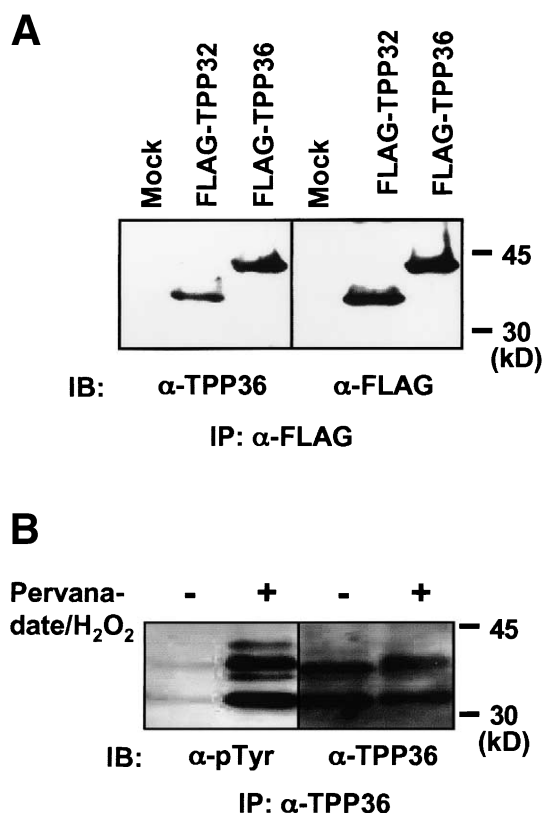 A
Mock
FLAG-TPP32
FLAG-TPP36
Mock
FLAG-TPP32
FLAG-TPP36
45
30
(kD)
IB: α-TPP36 α-FLAG
IP: α-FLAG
B
Pervana- - + - +
date/H₂O₂
45
30
(kD)
IB: α-pTyr α-TPP36
IP: α-TPP36